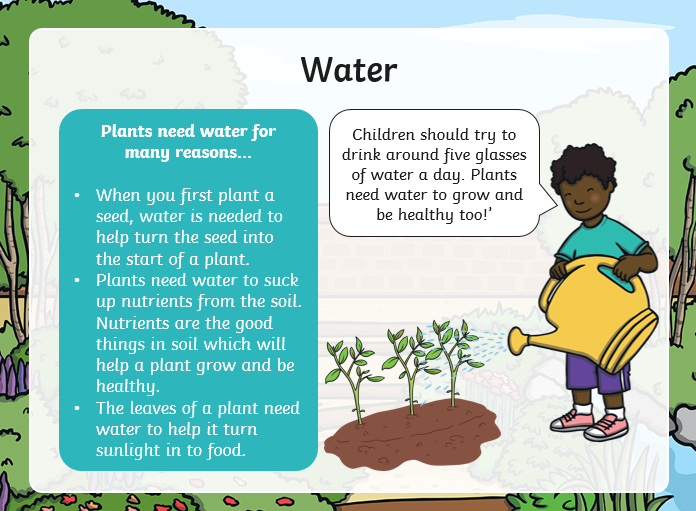 Water
Plants need water for
many reasons...
• When you first plant a
seed, water is needed to
help turn the seed into
the start of a plant.
• Plants need water to suck
up nutrients from the soil.
Nutrients are the good
things in soil which will
help a plant grow and be
healthy.
• The leaves of a plant need
water to help it turn
sunlight in to food.
Children should try to
drink around five glasses
of water a day. Plants
need water to grow and
be healthy too!’